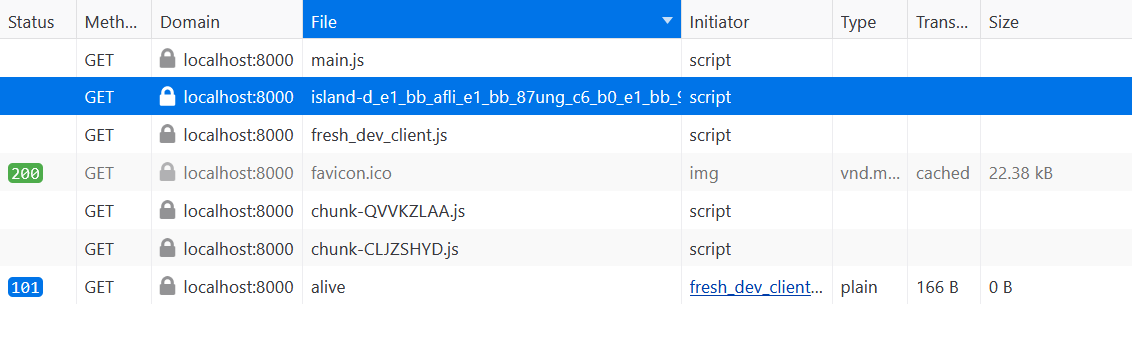 Status Meth... Domain File Initiator Type Trans... Size
GET localhost:8000 main.js script
GET localhost:8000 island-d_e1_bb_afli_e1_bb_87ung_c6_b0_e1_bb_9 script
GET localhost:8000 fresh_dev_client.js script
200 GET localhost:8000 favicon.ico img vnd.m... cached 22.38 kB
GET localhost:8000 chunk-QVVKZLAA.js script
GET localhost:8000 chunk-CLJZSHYD.js script
101 GET localhost:8000 alive fresh_dev_client... plain 166 B 0 B